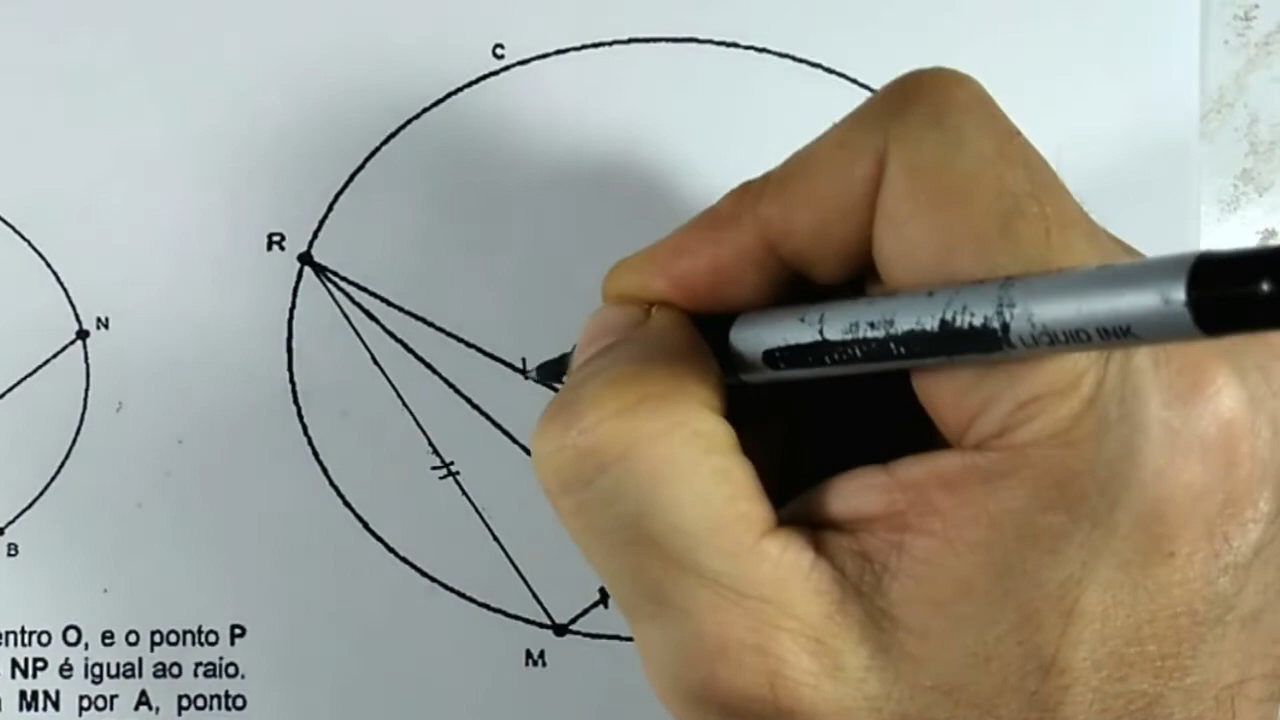 C
R
N
B
M
LIQUID INK
entro O, e o ponto P
NP é igual ao raio.
MN por A, ponto